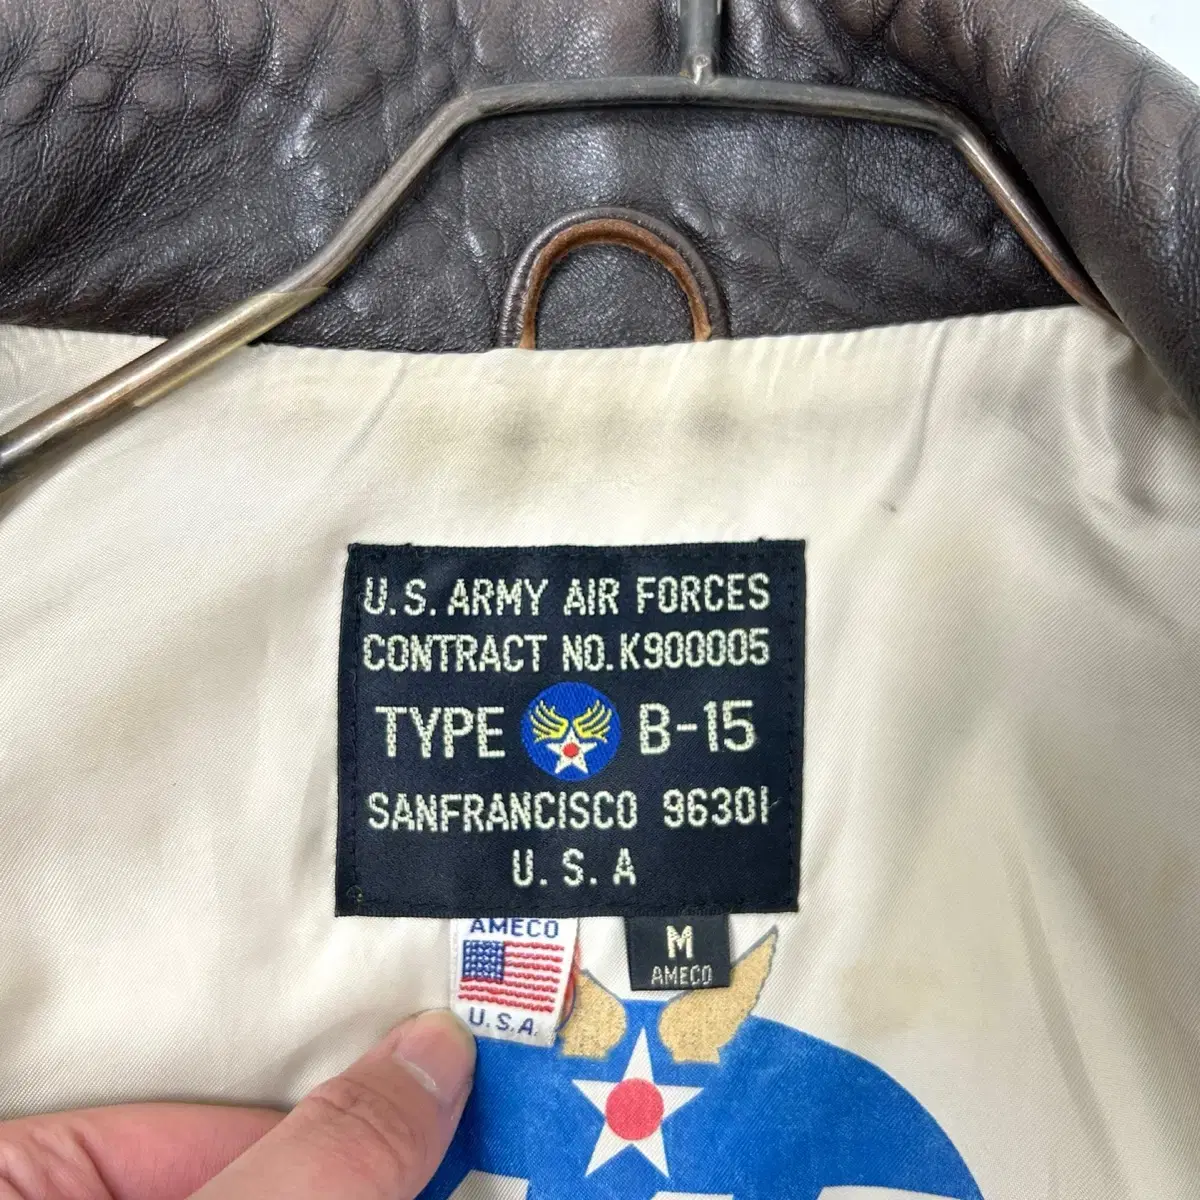 U.S. ARMY AIR FORCES
CONTRACT NO. K900005
TYPE B-15
SANFRANCISCO 96301
U.S.A
AMECO
U.S.A.
M
AMECO